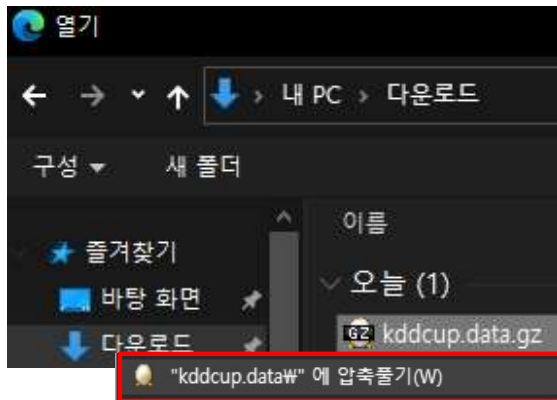 열기
내 PC > 다운로드
구성
새 폴더
이름
즐겨찾기
오늘 (1)
바탕 화면
GZ kddcup.data.gz
다운로드
"kddcup.data₩" 에 압축풀기(W)